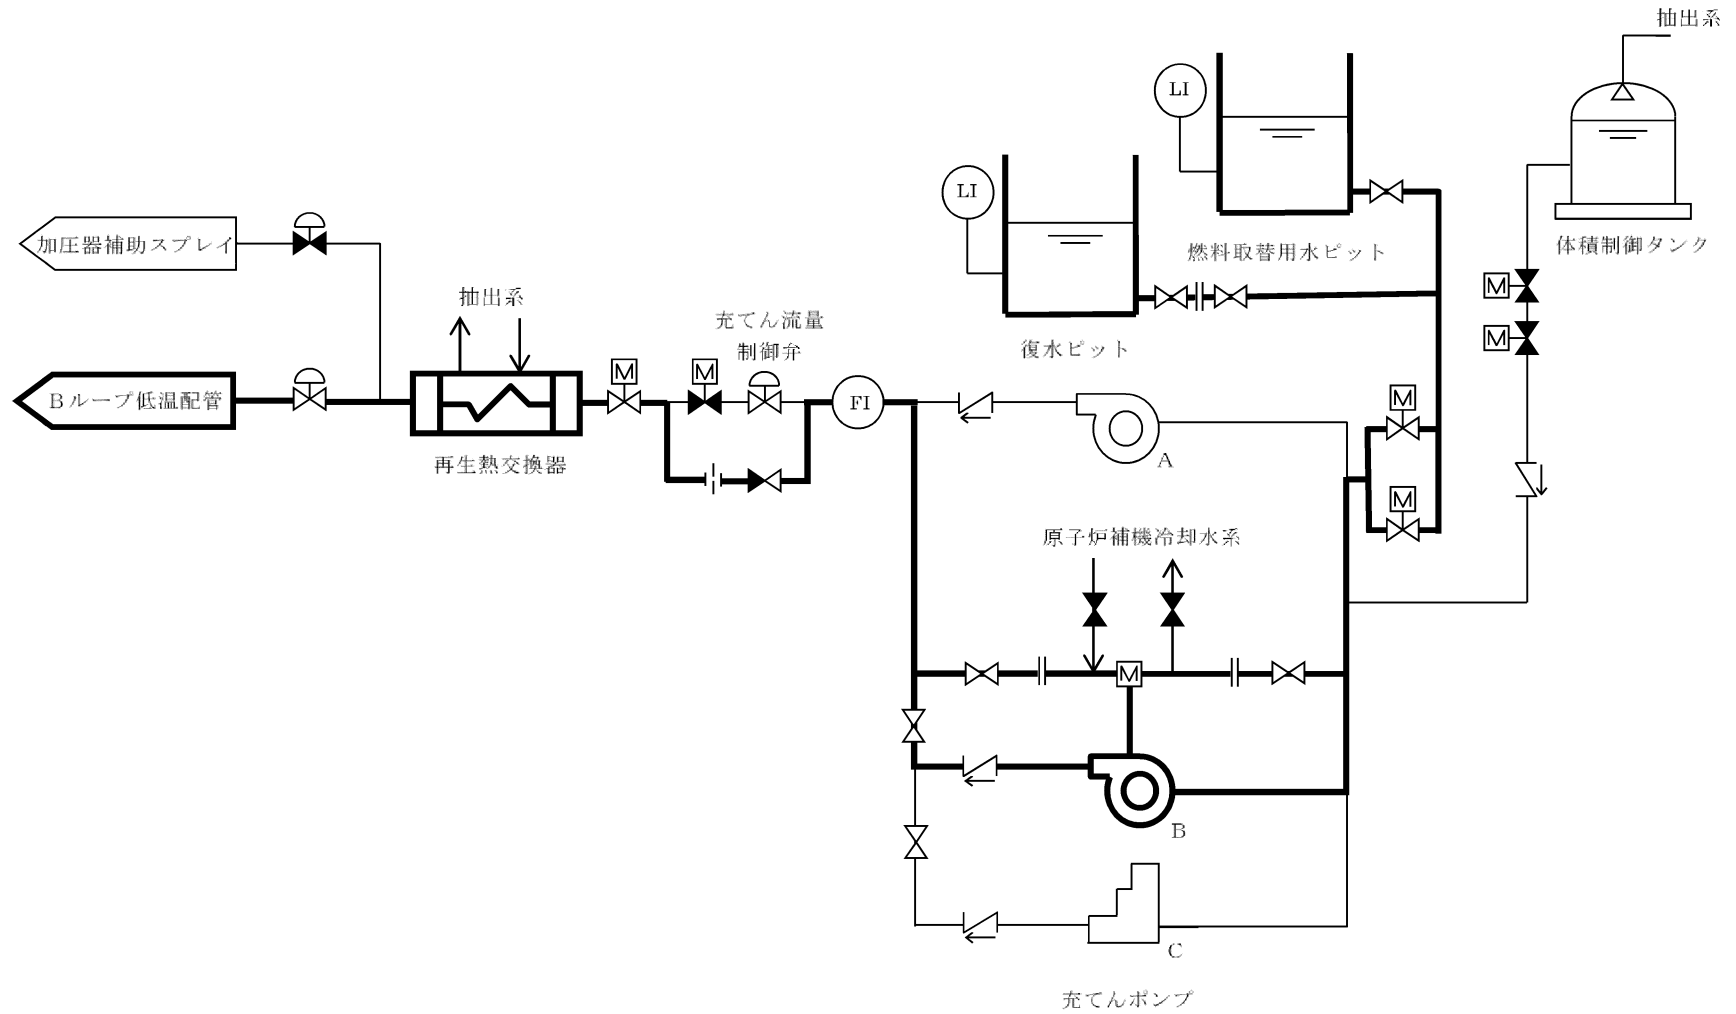 抽出系
LI
LI
加圧器補助スプレイ
体積制御タンク
燃料取替用水ピット
M
抽出系
充てん流量
制御弁
M
復水ピット
M
M
Bループ低温配管
FI
M
A
再生熱交換器
M
原子炉補機冷却水系
M
B
C
充てんポンプ